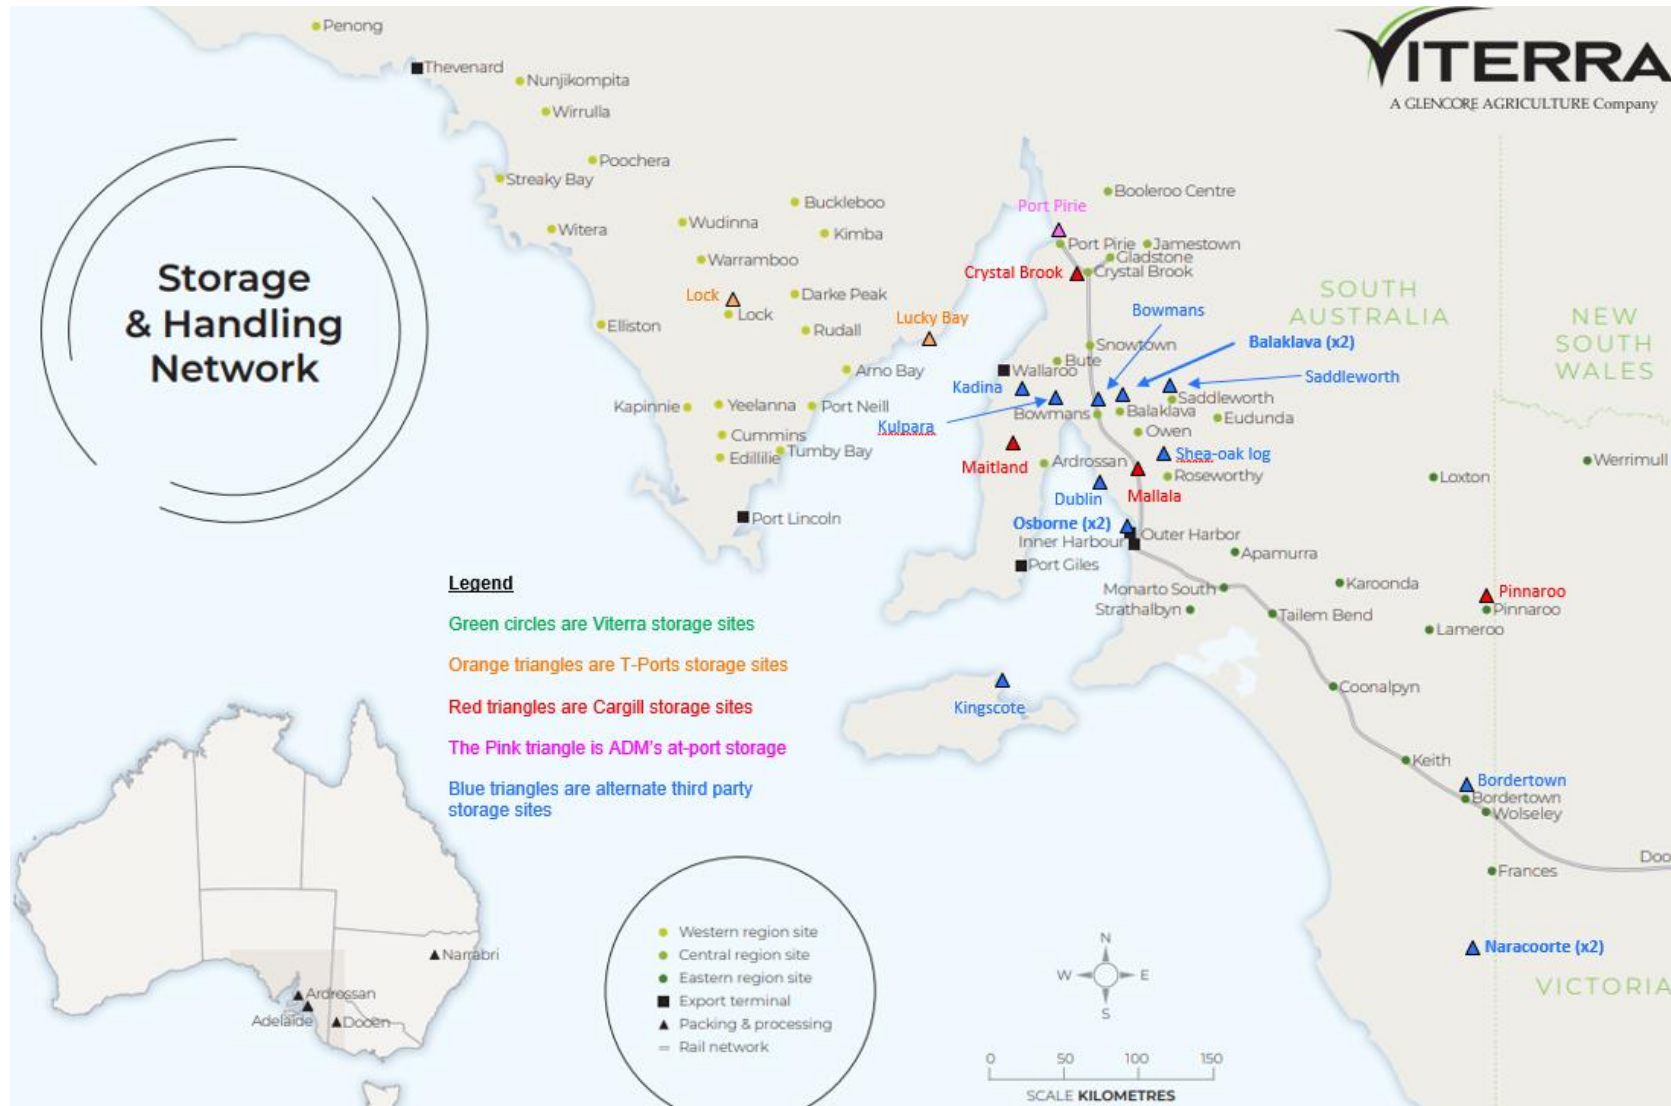 VITERRA
A GLENCORE AGRICULTURE Company
Storage
& Handling
Network
Penong
Thevenard
Nunjikompita
Wirrulla
Poochera
Streaky Bay
Witera
Wudinna
Buckleboo
Kimba
Warramboo
Lock
Lock
Darke Peak
Rudall
Lucky Bay
Elliston
Arno Bay
Kapinnie
Yeelanna
Port Neill
Cummins
Edillilie
Tumby Bay
Port Lincoln
Booleroo Centre
Port Pirie
Port Pirie
Jamestown
Gladstone
Crystal Brook
Crystal Brook
SOUTH
AUSTRALIA
NEW
SOUTH
WALES
Bowmans
Balaklava (x2)
Saddleworth
Snowtown
Bute
Wallaroo
Kadina
Kulpara
Bowmans
Balaklava
Saddleworth
Eudunda
Owen
Maitland
Ardrossan
Shea-oak log
Roseworthy
Dublin
Mallala
Loxton
Werrimull
Osborne (x2)
Outer Harbor
Inner Harbour
Port Giles
Apamurra
Monarto South
Karoonda
Strathalbyn
Tailem Bend
Pinnaroo
Pinnaroo
Lameroo
Coonalpyn
Kingscote
Keith
Bordertown
Bordertown
Wolseley
Doo
Frances
Naracoorte (x2)
VICTORIA
Legend
Green circles are Viterra storage sites
Orange triangles are T-Ports storage sites
Red triangles are Cargill storage sites
The Pink triangle is ADM's at-port storage
Blue triangles are alternate third party
storage sites
Narrabri
Ardrossan
Adelaide
Dooen
Western region site
Central region site
Eastern region site
Export terminal
Packing & processing
Rail network
N
W E
S
0 50 100 150
SCALE KILOMETRES